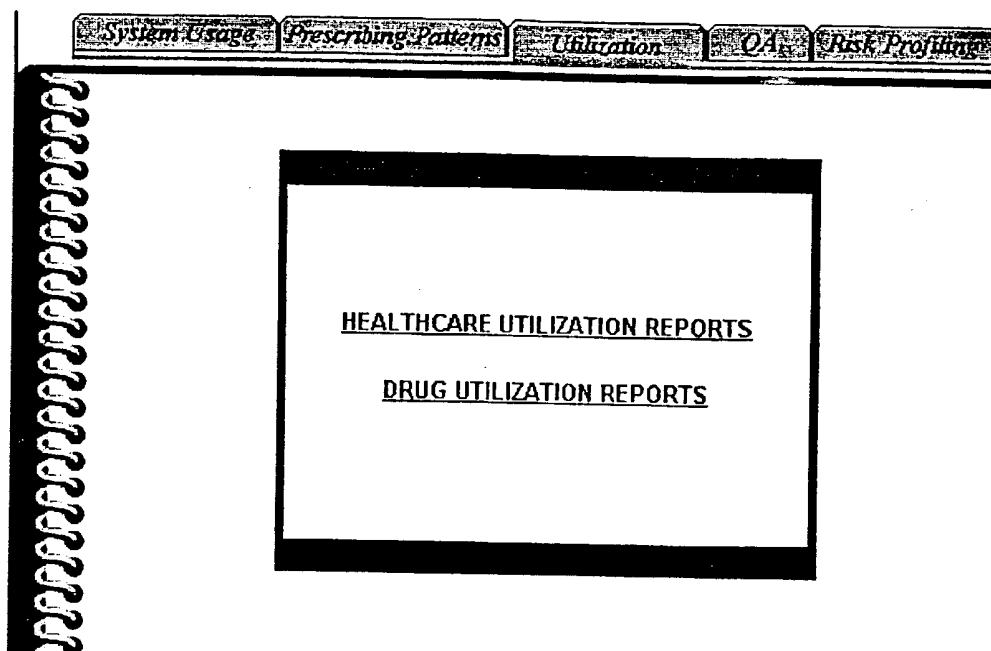 System Usage Prescribing Patterns Utilization QA Risk Profiling
HEALTHCARE UTILIZATION REPORTS
DRUG UTILIZATION REPORTS